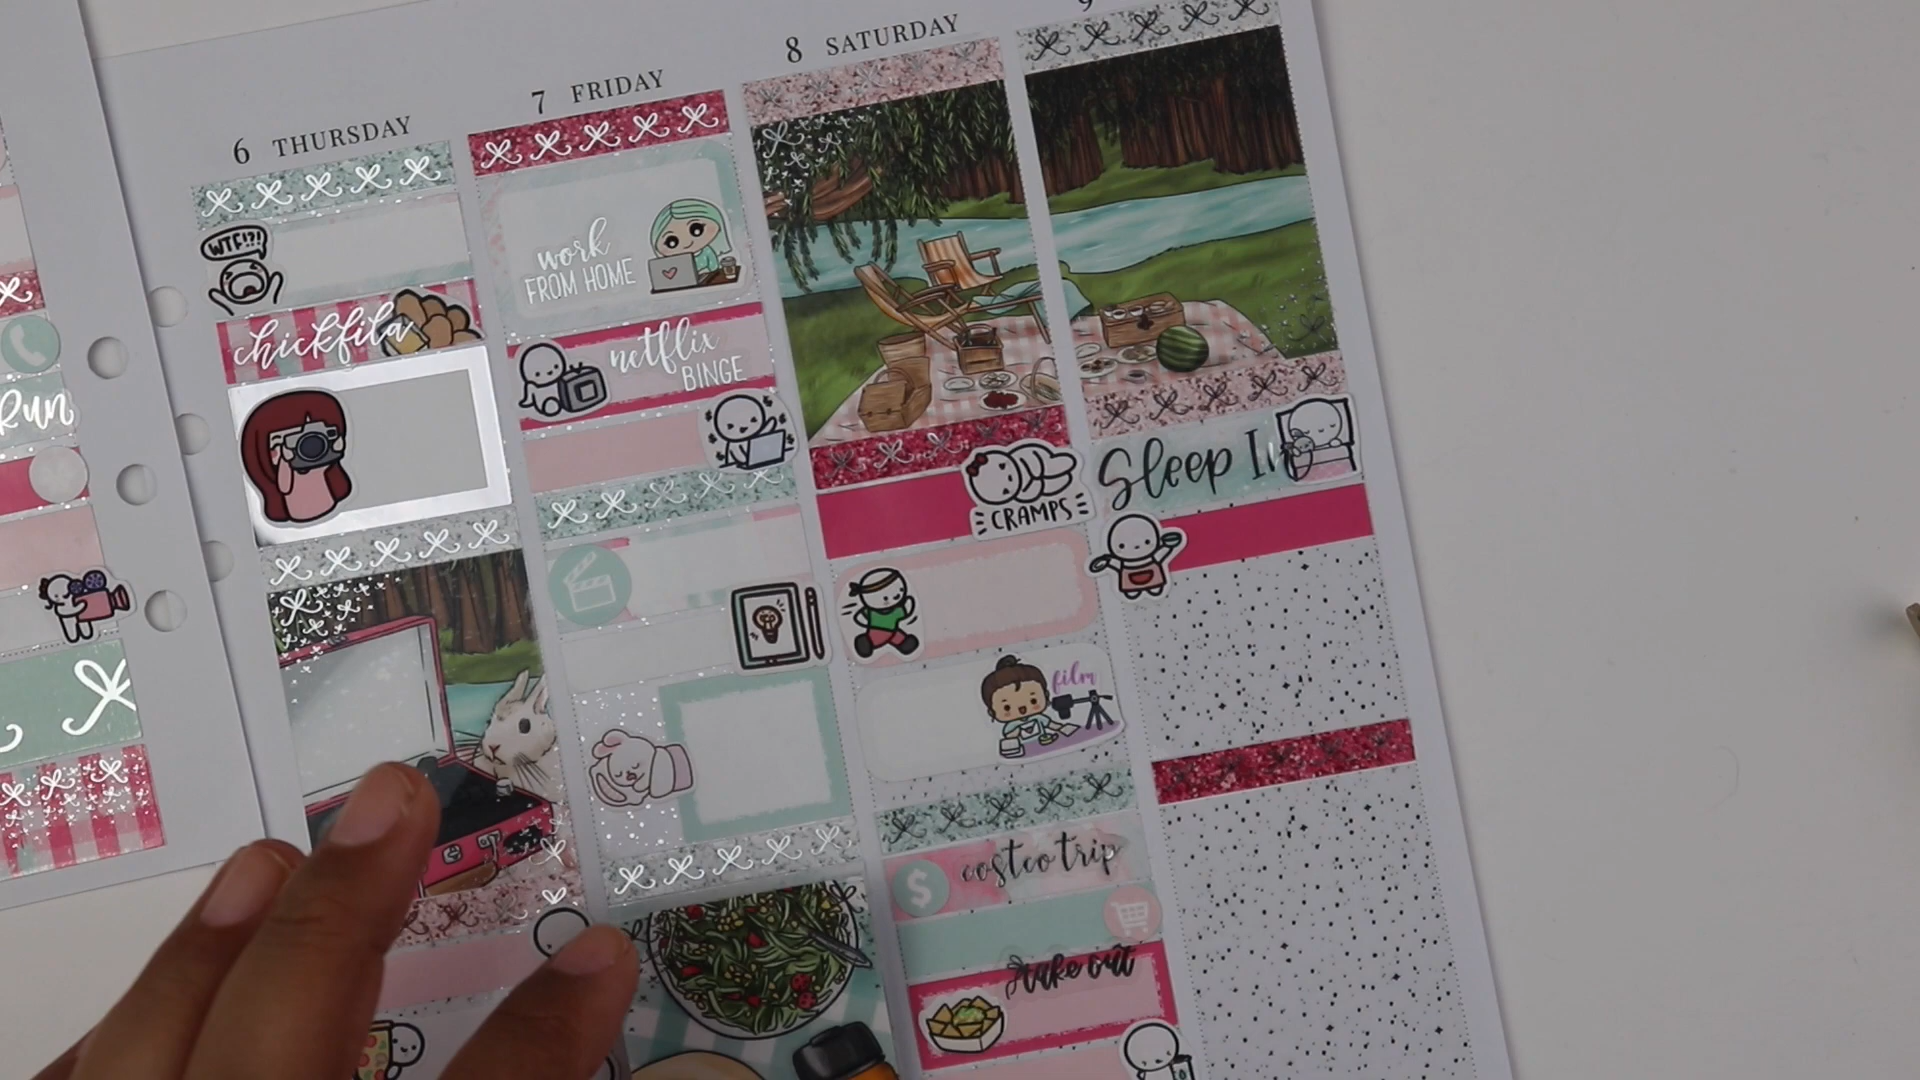 6 THURSDAY
7 FRIDAY
8 SATURDAY
9
WTF!?!
chickfila
work
FROM HOME
netflix
BINGE
Run
CRAMPS
Sleep In
film
$
costco trip
take out